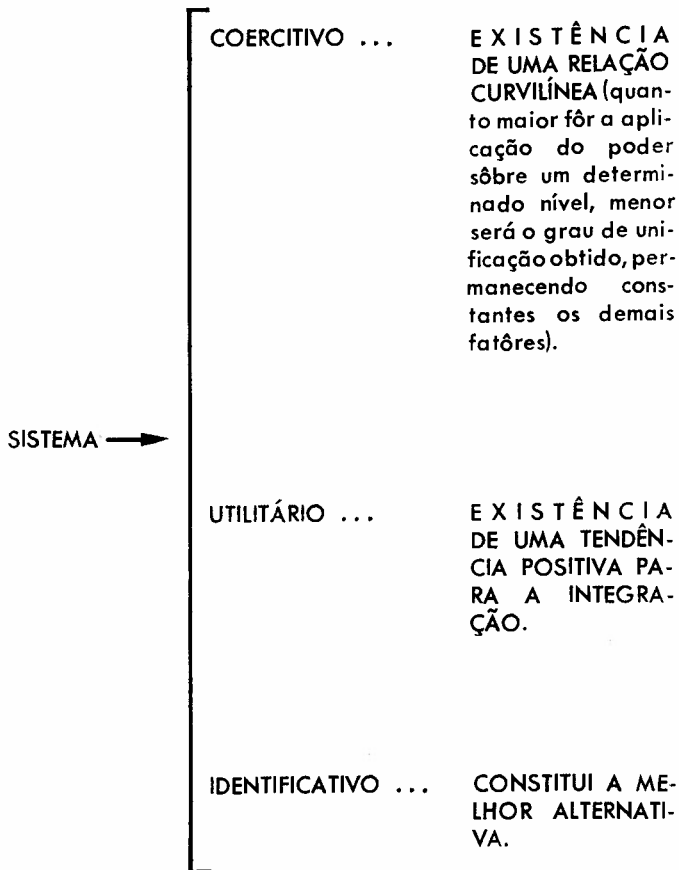 COERCITIVO ...
EXISTÊNCIA
DE UMA RELAÇÃO
CURVILÍNEA (quan-
to maior fôr a apli-
cação do poder
sôbre um determi-
nado nível, menor
será o grau de uni-
ficação obtido, per-
manecendo cons-
tantes os demais
fatôres).
SISTEMA
UTILITÁRIO ...
EXISTÊNCIA
DE UMA TENDÊN-
CIA POSITIVA PA-
RA A INTEGRA-
ÇÃO.
IDENTIFICATIVO ...
CONSTITUI A ME-
LHOR ALTERNATI-
VA.